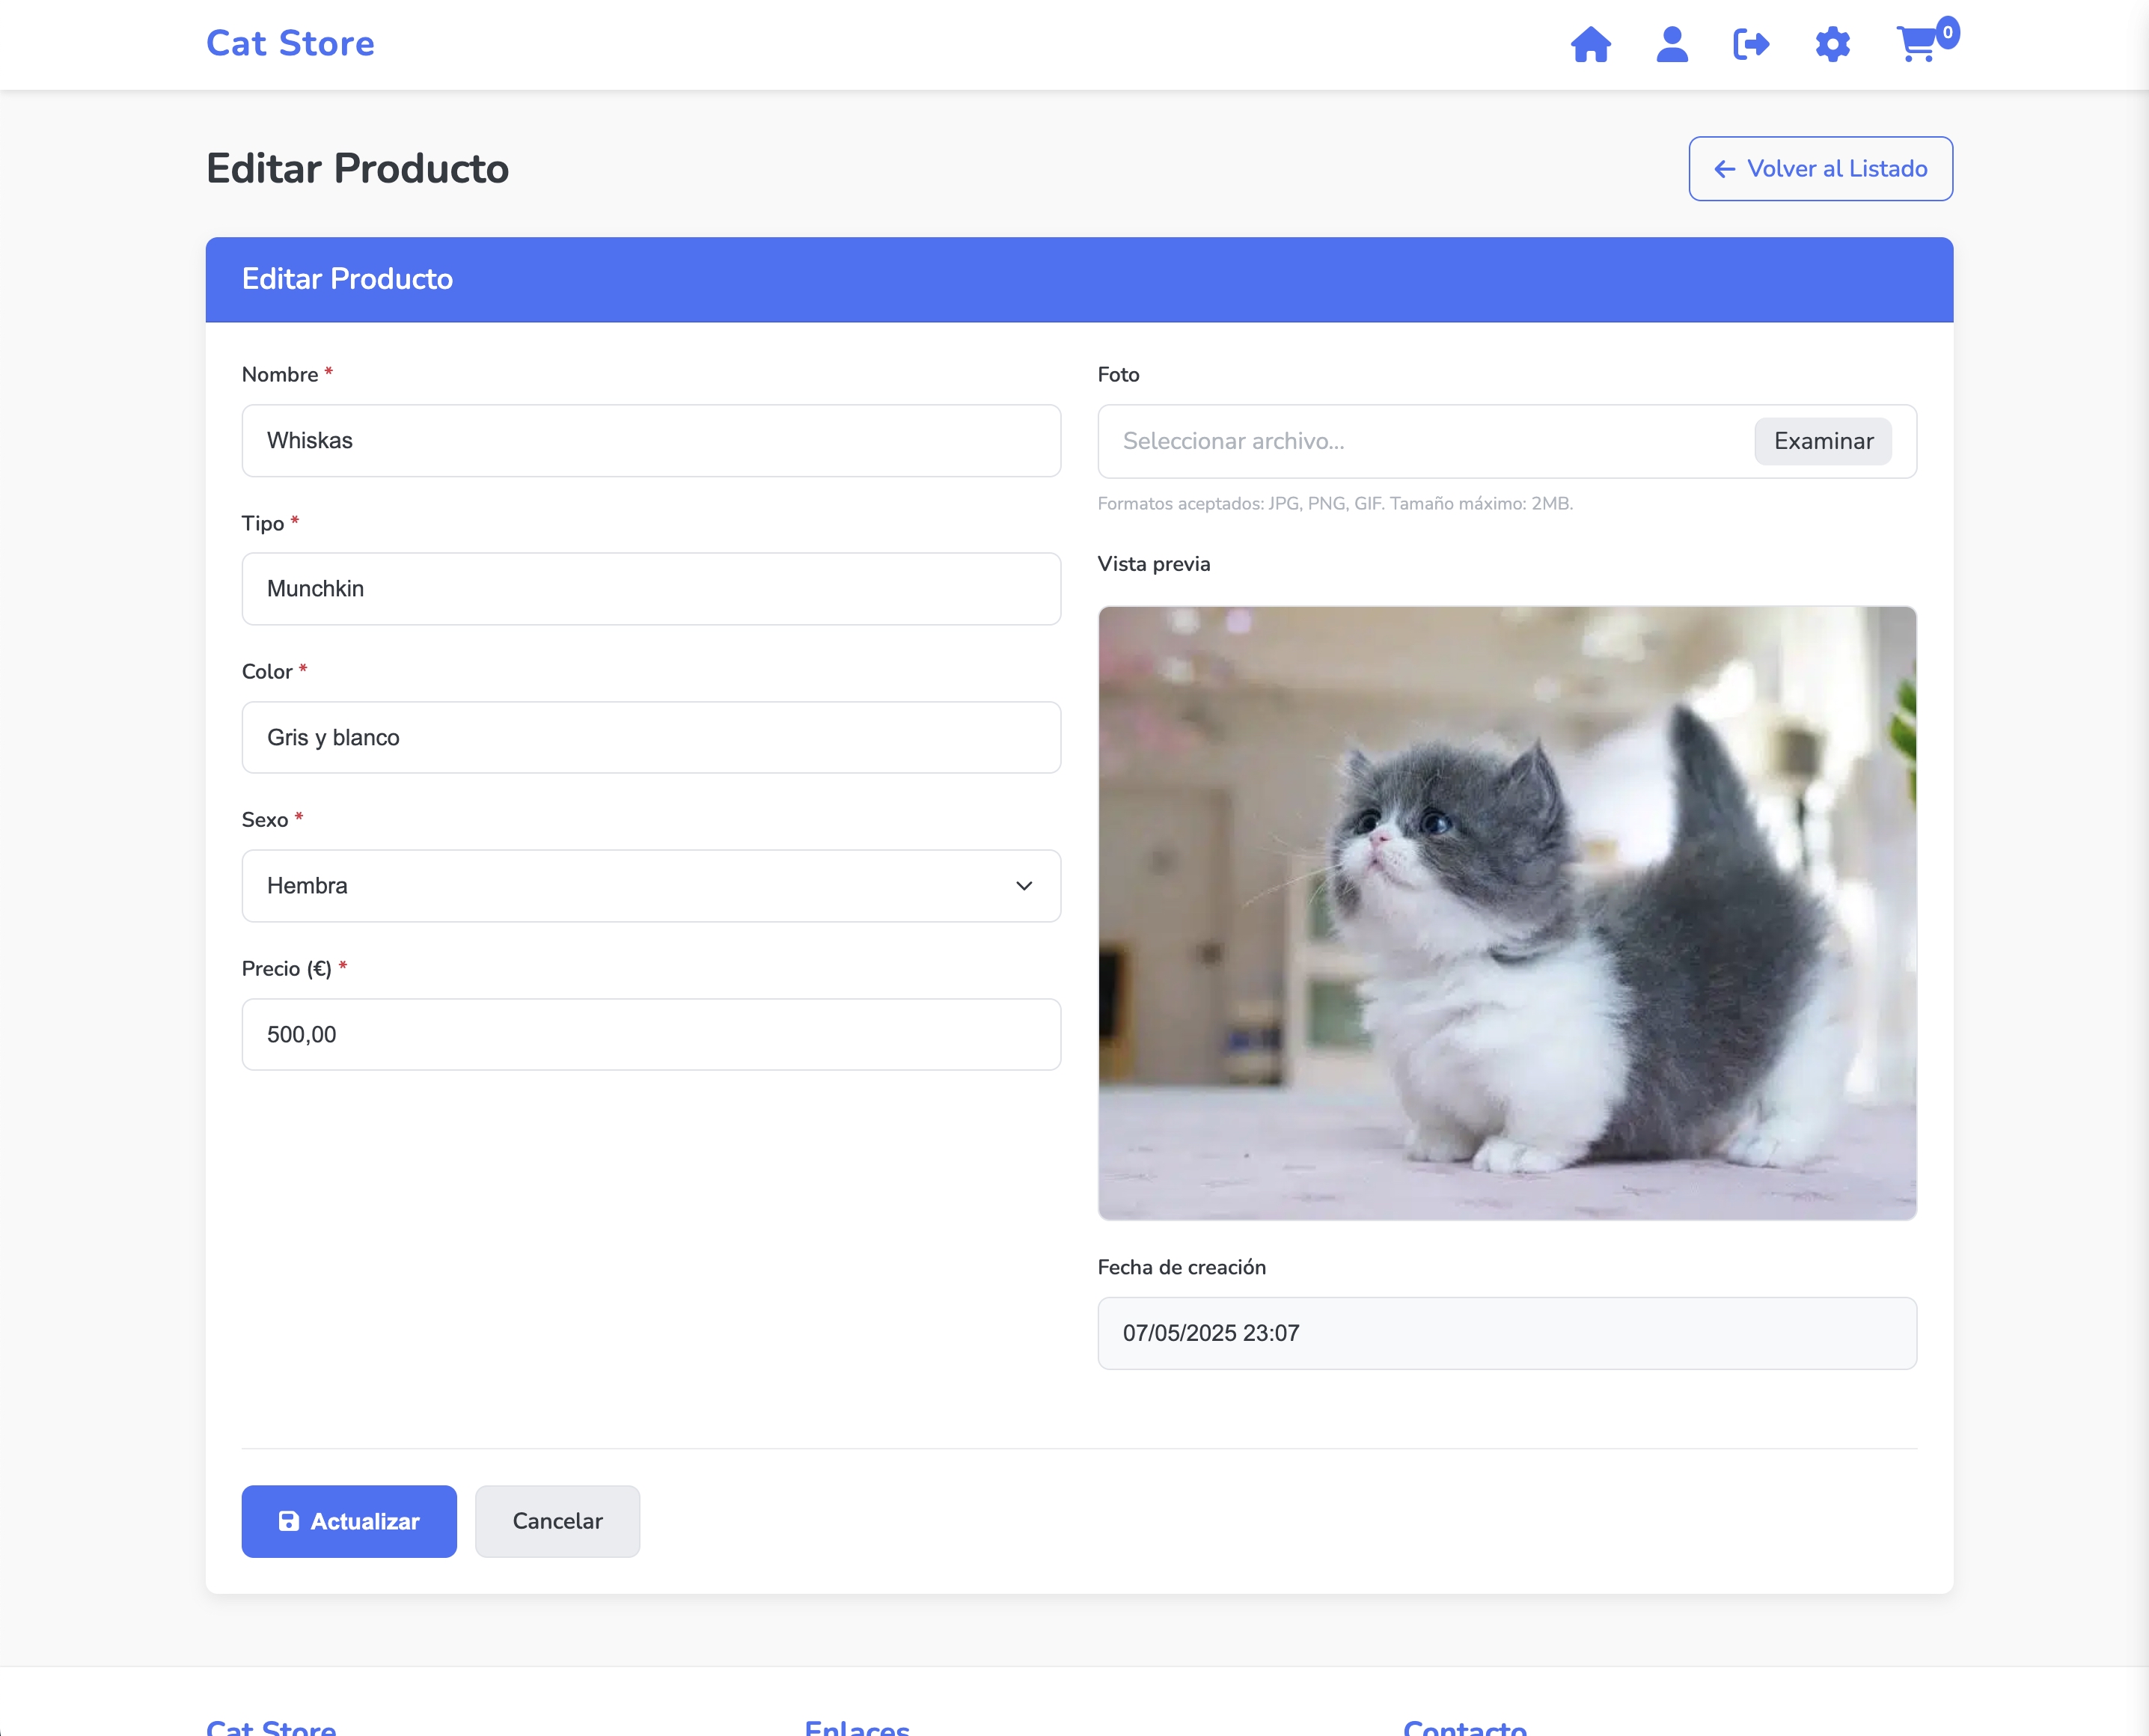 Cat Store
0
Editar Producto
Volver al Listado
Editar Producto
Nombre *
Whiskas
Tipo *
Munchkin
Color *
Gris y blanco
Sexo *
Hembra
Precio (€) *
500,00
Foto
Seleccionar archivo...
Examinar
Formatos aceptados: JPG, PNG, GIF. Tamaño máximo: 2MB.
Vista previa
Fecha de creación
07/05/2025 23:07
Actualizar
Cancelar
Cat Store
Enlaces
Contacto